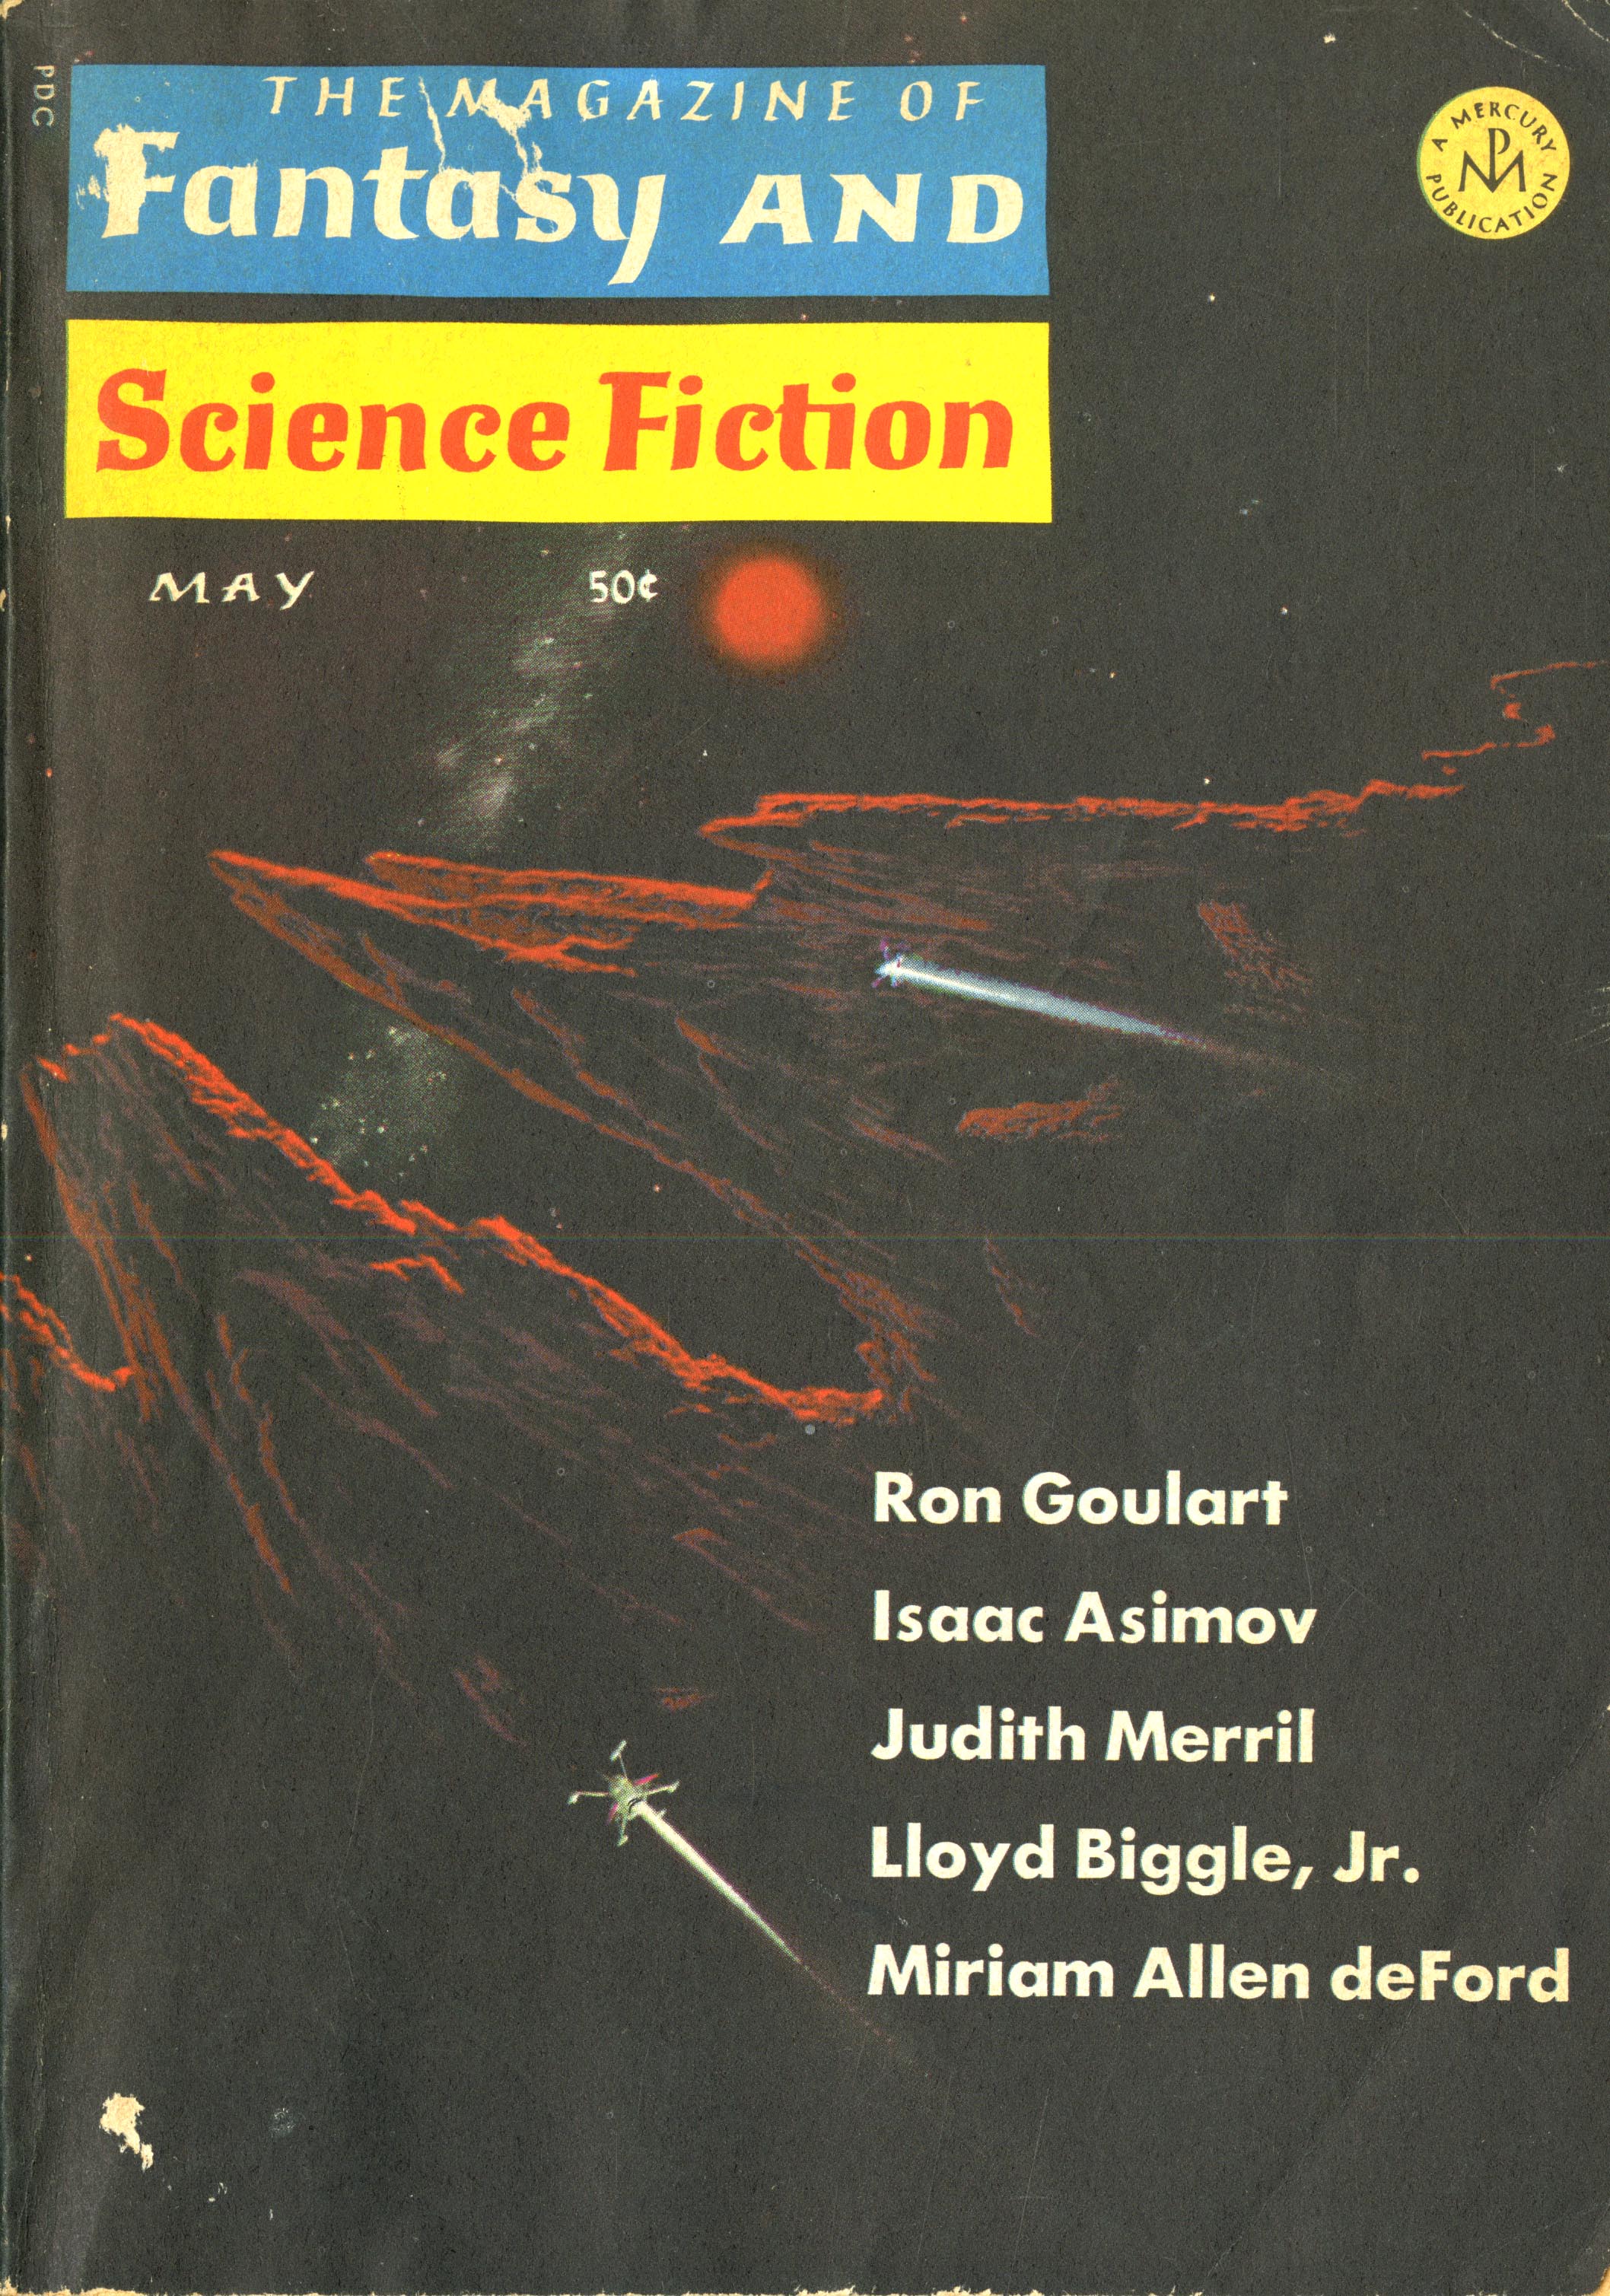 PDC
THE MAGAZINE OF
Fantasy AND
Science Fiction
A MERCURY PUBLICATION
PM
MAY 50¢
Ron Goulart
Isaac Asimov
Judith Merril
Lloyd Biggle, Jr.
Miriam Allen deFord